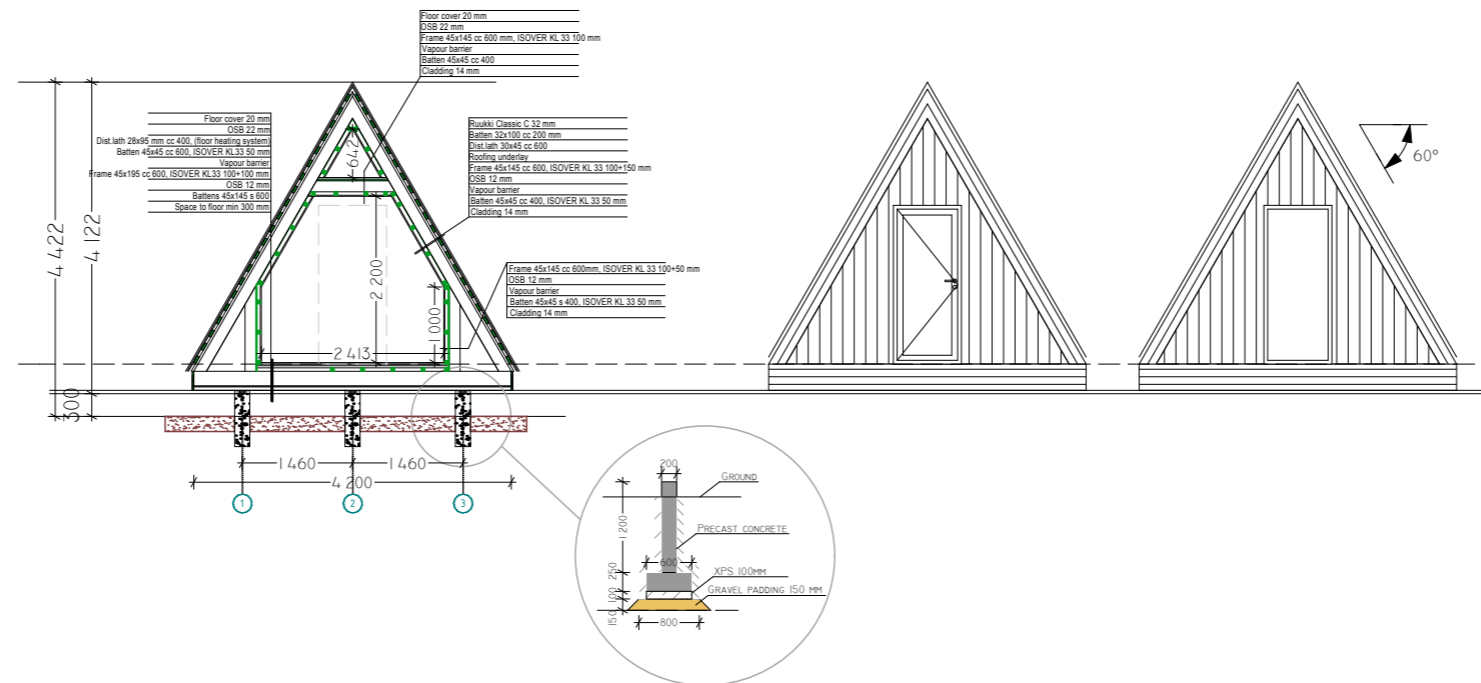 Floor cover 20 mm
OSB 22 mm
Frame 45x145 cc 600 mm, ISOVER KL 33 100 mm
Vapour barrier
Batten 45x45 cc 400
Cladding 14 mm
Floor cover 20 mm
OSB 22 mm
Dist.lath 28x95 mm cc 400, (floor heating system)
Batten 45x45 cc 600, ISOVER KL33 50 mm
Vapour barrier
Frame 45x195 cc 600, ISOVER KL33 100+100 mm
OSB 12 mm
Battens 45x145 s 600
Space to floor min 300 mm
Ruukki Classic C 32 mm
Batten 32x100 cc 200 mm
Dist.lath 30x45 cc 600
Roofing underlay
Frame 45x145 cc 600, ISOVER KL 33 100+150 mm
OSB 12 mm
Vapour barrier
Batten 45x45 cc 400, ISOVER KL 33 50 mm
Cladding 14 mm
Frame 45x145 cc 600mm, ISOVER KL 33 100+50 mm
OSB 12 mm
Vapour barrier
Batten 45x45 s 400, ISOVER KL 33 50 mm
Cladding 14 mm
642
2 200
1 000
2 413
4 422
4 122
300
1 460
1 460
4 200
1
2
3
60°
200
GROUND
1 200
PRECAST CONCRETE
600
250
XPS 100MM
100
GRAVEL PADDING 150 MM
150
800